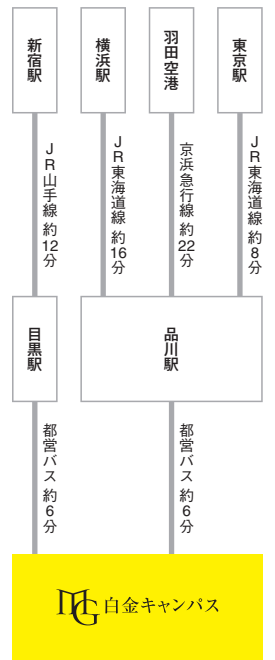 新宿駅
横浜駅
羽田空港
東京駅
JR山手線 約12分
JR東海道線 約16分
京浜急行線 約22分
JR東海道線 約8分
目黒駅
品川駅
都営バス 約6分
都営バス 約6分
MG 白金キャンパス